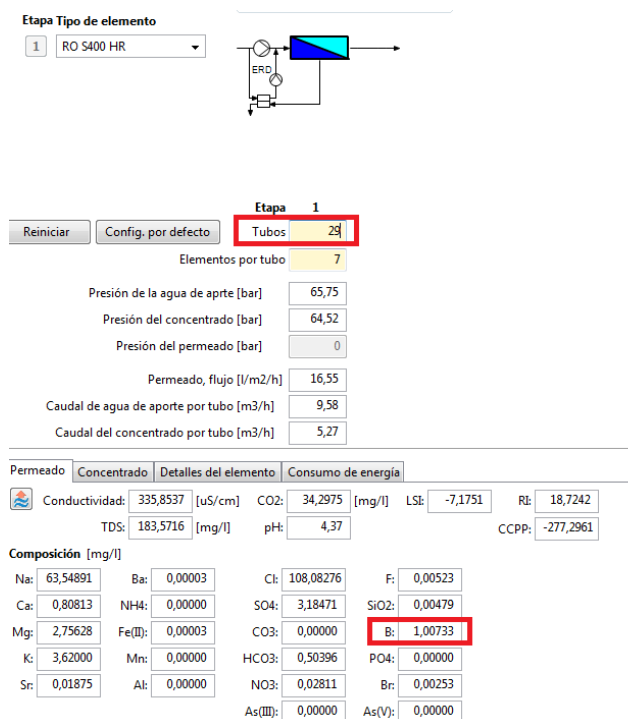 Etapa Tipo de elemento
1 RO S400 HR
ERD
Etapa 1
Reiniciar Config. por defecto Tubos 29
Elementos por tubo 7
Presión de la agua de aprte [bar] 65,75
Presión del concentrado [bar] 64,52
Presión del permeado [bar] 0
Permeado, flujo [l/m2/h] 16,55
Caudal de agua de aporte por tubo [m3/h] 9,58
Caudal del concentrado por tubo [m3/h] 5,27
Permeado Concentrado Detalles del elemento Consumo de energía
Conductividad: 335,8537 [uS/cm] CO2: 34,2975 [mg/l] LSI: -7,1751 RI: 18,7242
TDS: 183,5716 [mg/l] pH: 4,37 CCPP: -277,2961
Composición [mg/l]
Na: 63,54891 Ba: 0,00003 Cl: 108,08276 F: 0,00523
Ca: 0,80813 NH4: 0,00000 SO4: 3,18471 SiO2: 0,00479
Mg: 2,75628 Fe(II): 0,00003 CO3: 0,00000 B: 1,00733
K: 3,62000 Mn: 0,00000 HCO3: 0,50396 PO4: 0,00000
Sr: 0,01875 Al: 0,00000 NO3: 0,02811 Br: 0,00253
As(III): 0,00000 As(V): 0,00000